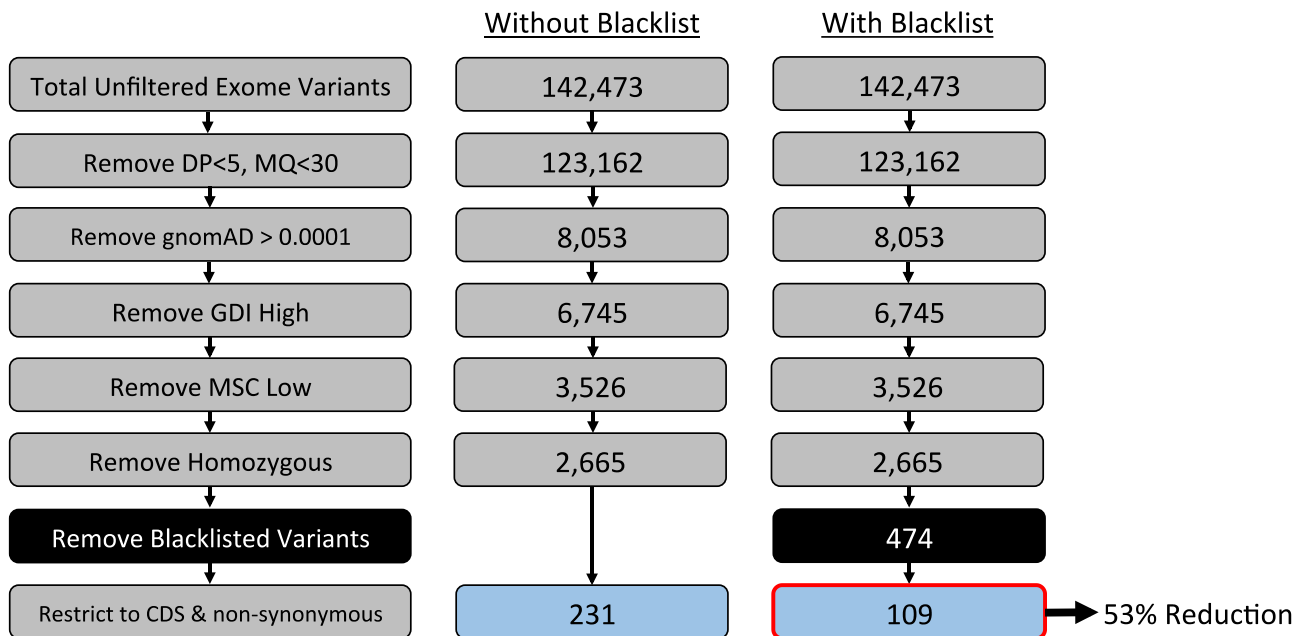 Without Blacklist With Blacklist
Total Unfiltered Exome Variants 142,473 142,473
Remove DP<5, MQ<30 123,162 123,162
Remove gnomAD > 0.0001 8,053 8,053
Remove GDI High 6,745 6,745
Remove MSC Low 3,526 3,526
Remove Homozygous 2,665 2,665
Remove Blacklisted Variants 474
Restrict to CDS & non-synonymous 231 109 53% Reduction